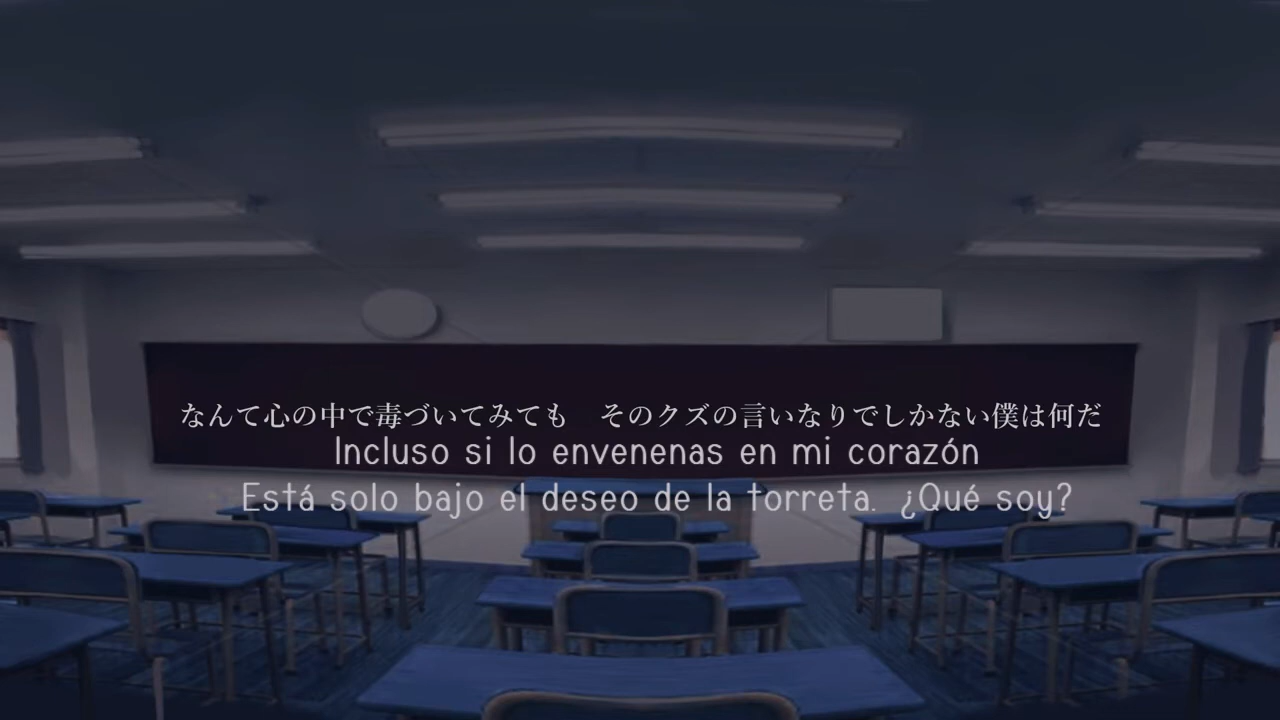 なんて心の中で毒づいてみても　そのクズの言いなりでしかない僕は何だ
Incluso si lo envenenas en mi corazón
Está solo bajo el deseo de la torreta. ¿Qué soy?